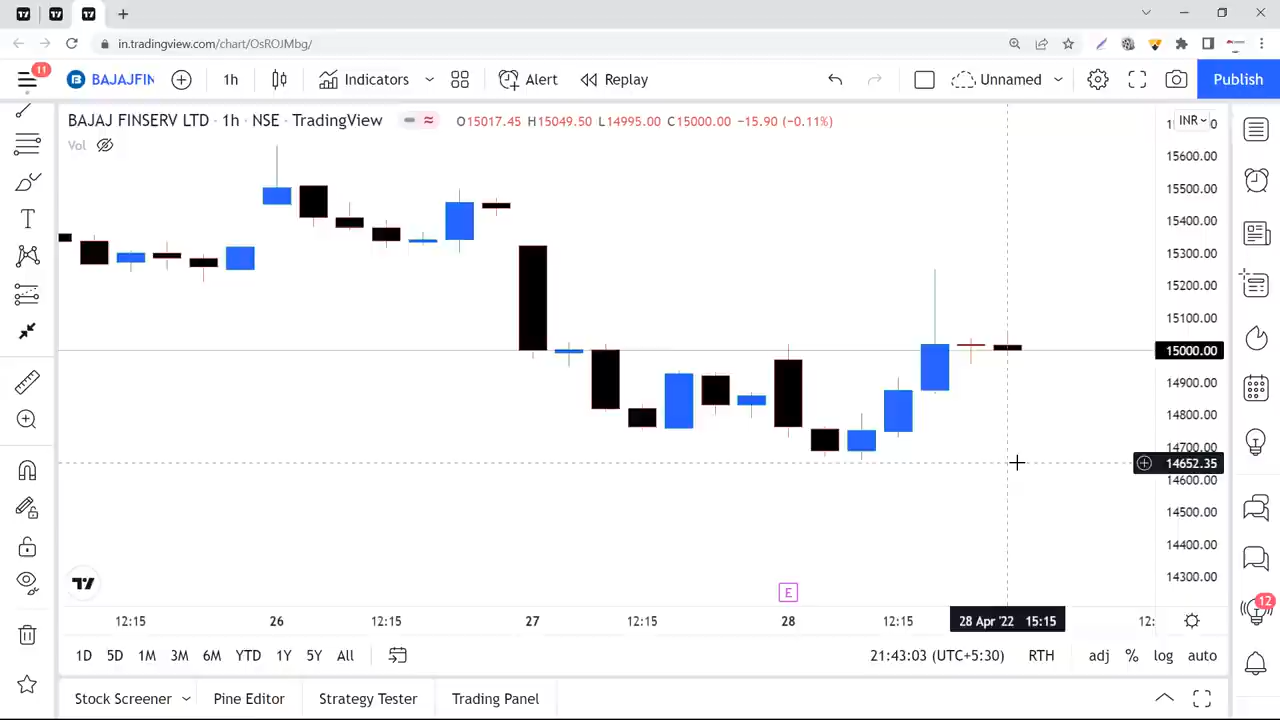 in.tradingview.com/chart/OsROJMbg/
11
BAJAJFIN
1h
Indicators
Alert
Replay
Unnamed
Publish
BAJAJ FINSERV LTD · 1h · NSE · TradingView
O15017.45 H15049.50 L14995.00 C15000.00 −15.90 (−0.11%)
INR
Vol
15600.00
15500.00
15400.00
15300.00
15200.00
15100.00
15000.00
14900.00
14800.00
14700.00
14652.35
14600.00
14500.00
14400.00
14300.00
E
12:15
26
12:15
27
12:15
28
12:15
28 Apr '22 15:15
12:
12
1D 5D 1M 3M 6M YTD 1Y 5Y All
21:43:03 (UTC+5:30) RTH adj % log auto
Stock Screener
Pine Editor
Strategy Tester
Trading Panel